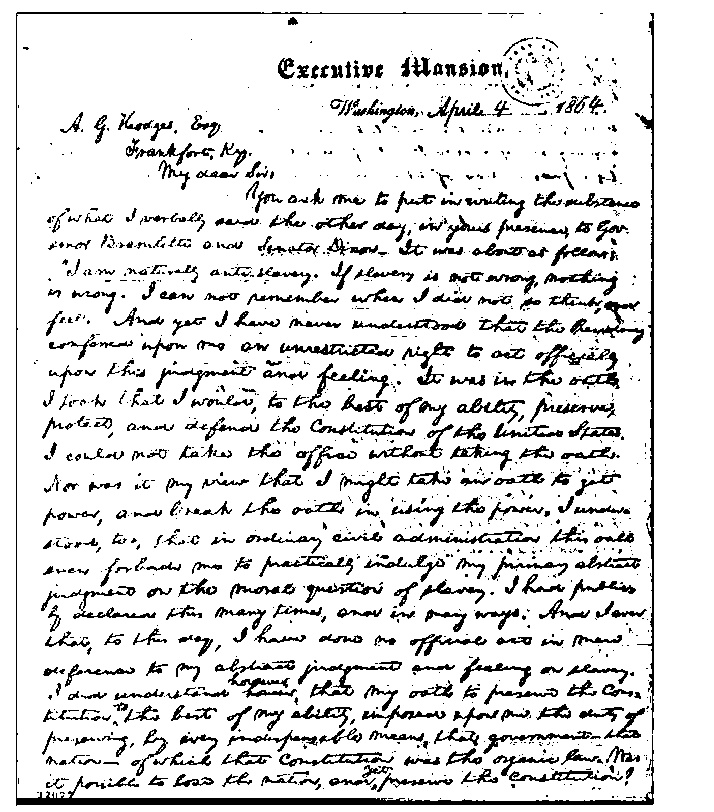 Executive Mansion,
Washington, April 4, 1864.
A. G. Hodges, Esq
Frankfort, Ky.
My dear Sir:
You ask me to put in writing the substance
of what I verbally said the other day, in your presence, to Gov-
ernor Bramlette and Senator Dixon. It was about as follows:
"I am naturally anti-slavery. If slavery is not wrong, nothing
is wrong. I can not remember when I did not so think, and
feel. And yet I have never understood that the Presidency
conferred upon me an unrestricted right to act officially
upon this judgment and feeling. It was in the oath
I took that I would, to the best of my ability, preserve,
protect, and defend the Constitution of the United States.
I could not take the office without taking the oath.
Nor was it my view that I might take an oath to get
power, and break the oath in using the power. I under-
stood, too, that in ordinary civil administration this oath
even forbade me to practically indulge my primary abstract
judgment on the moral question of slavery. I had public-
ly declared this many times, and in many ways. And I aver
that, to this day, I have done no official act in mere
deference to my abstract judgment and feeling on slavery.
I did understand however, that my oath to preserve the Con-
stitution to the best of my ability, imposed upon me the duty of
preserving, by every indispensable means, that government—that
nation—of which that Constitution was the organic law. Was
it possible to lose the nation, and yet preserve the Constitution?